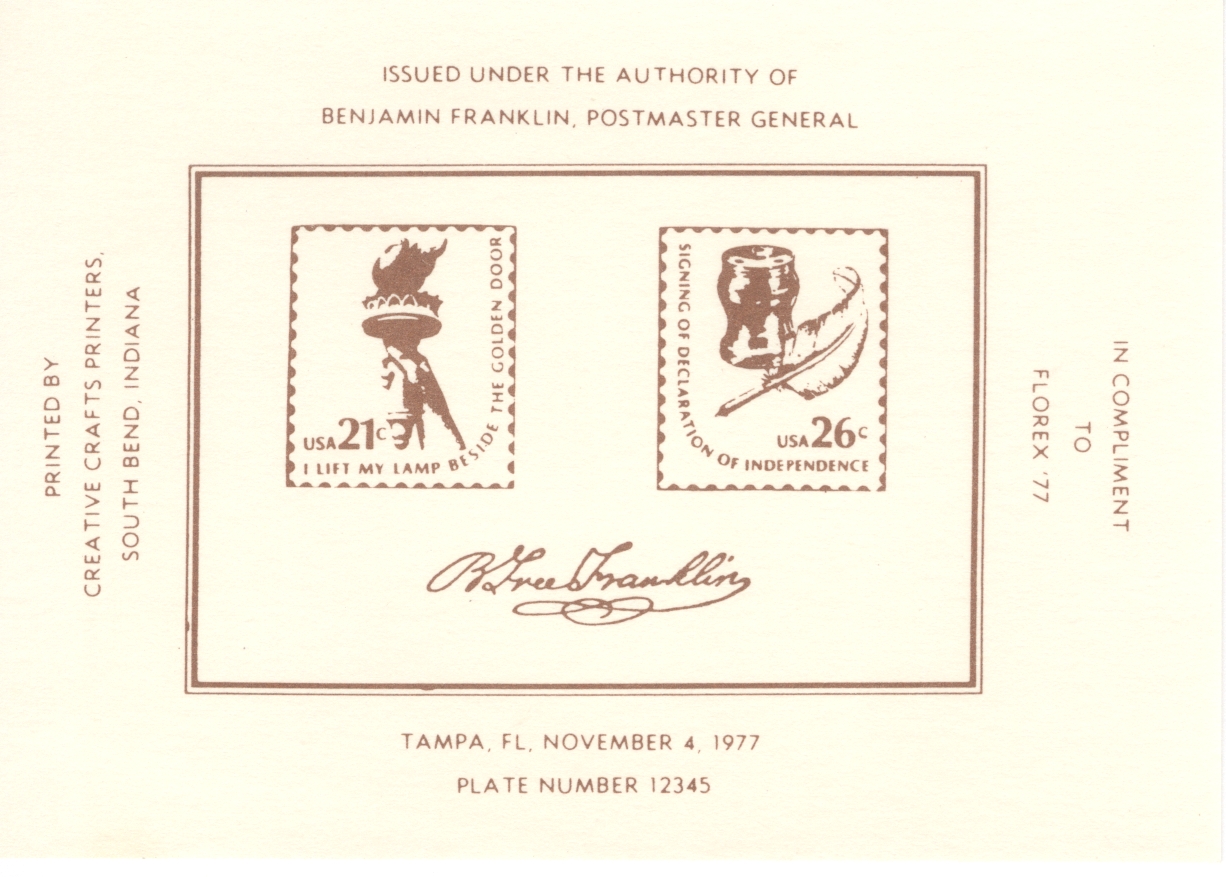 ISSUED UNDER THE AUTHORITY OF
BENJAMIN FRANKLIN, POSTMASTER GENERAL
PRINTED BY
CREATIVE CRAFTS PRINTERS,
SOUTH BEND, INDIANA
USA 21c
I LIFT MY LAMP BESIDE THE GOLDEN DOOR
SIGNING OF DECLARATION OF INDEPENDENCE
USA 26c
B Free Franklin
IN COMPLIMENT
TO
FLOREX '77
TAMPA, FL, NOVEMBER 4, 1977
PLATE NUMBER 12345